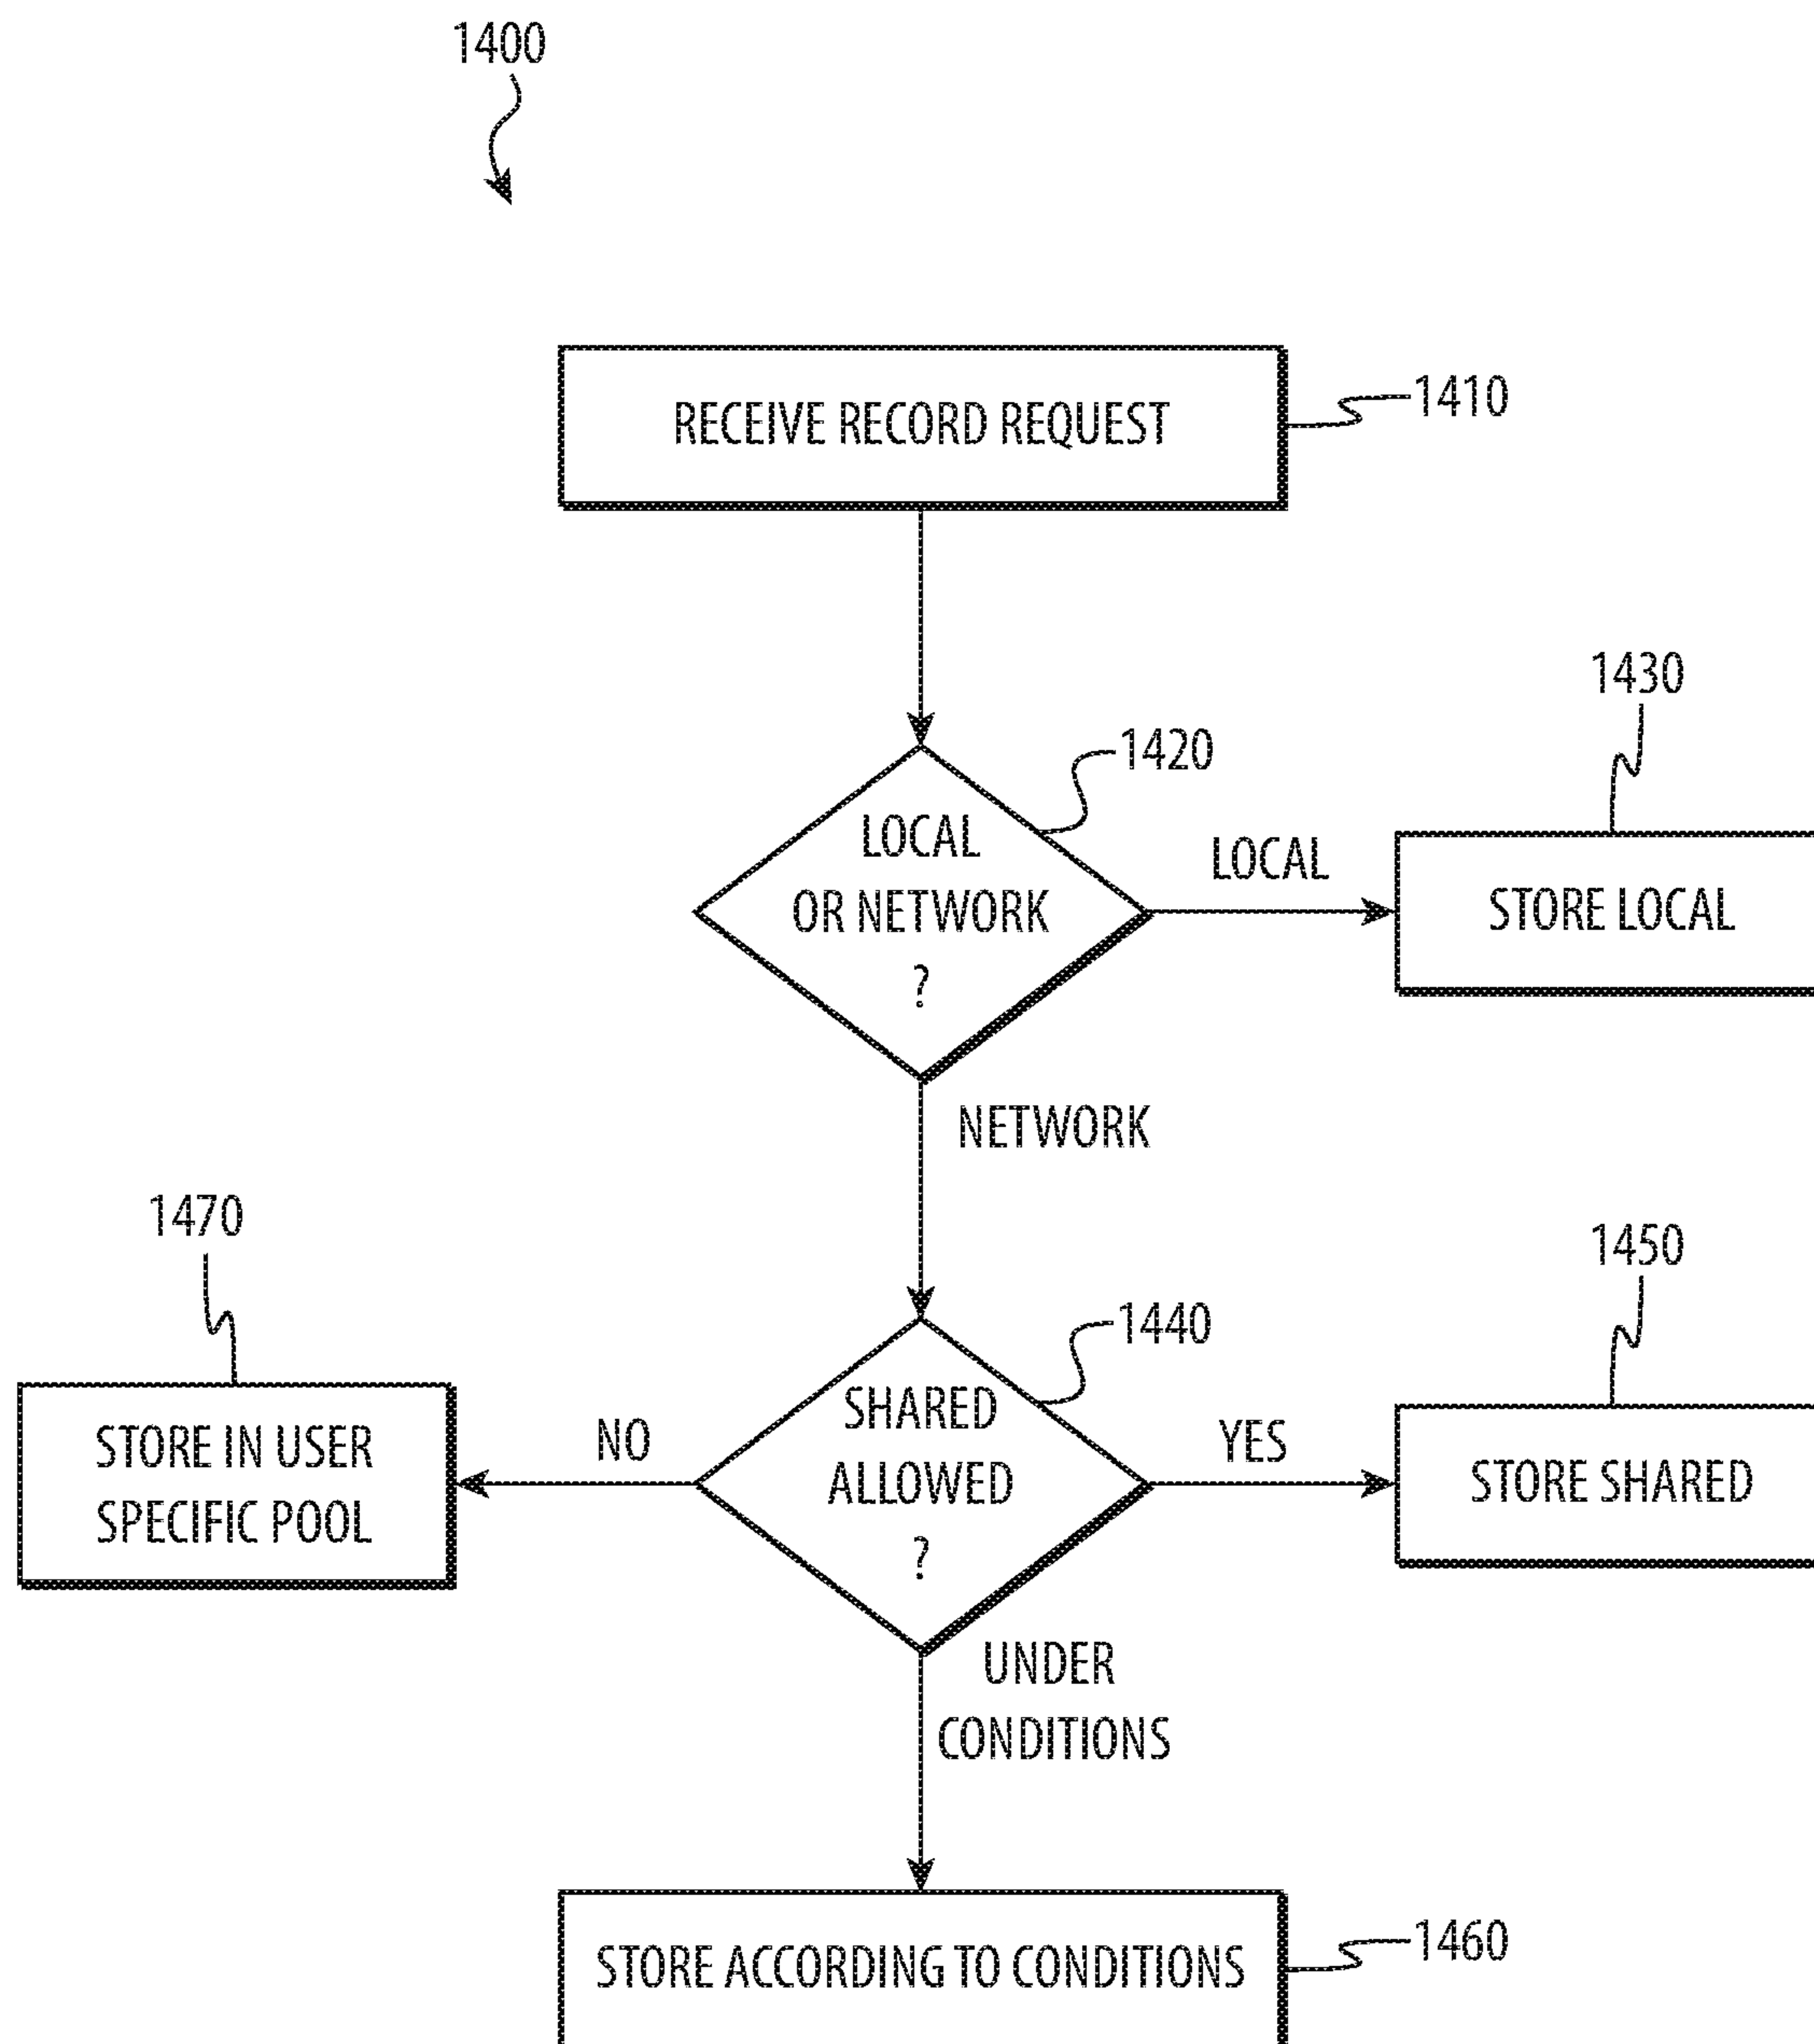 1400
RECEIVE RECORD REQUEST
1410
1420
LOCAL
OR NETWORK
?
LOCAL
1430
STORE LOCAL
NETWORK
1440
SHARED
ALLOWED
?
NO
1470
STORE IN USER
SPECIFIC POOL
YES
1450
STORE SHARED
UNDER
CONDITIONS
STORE ACCORDING TO CONDITIONS
1460